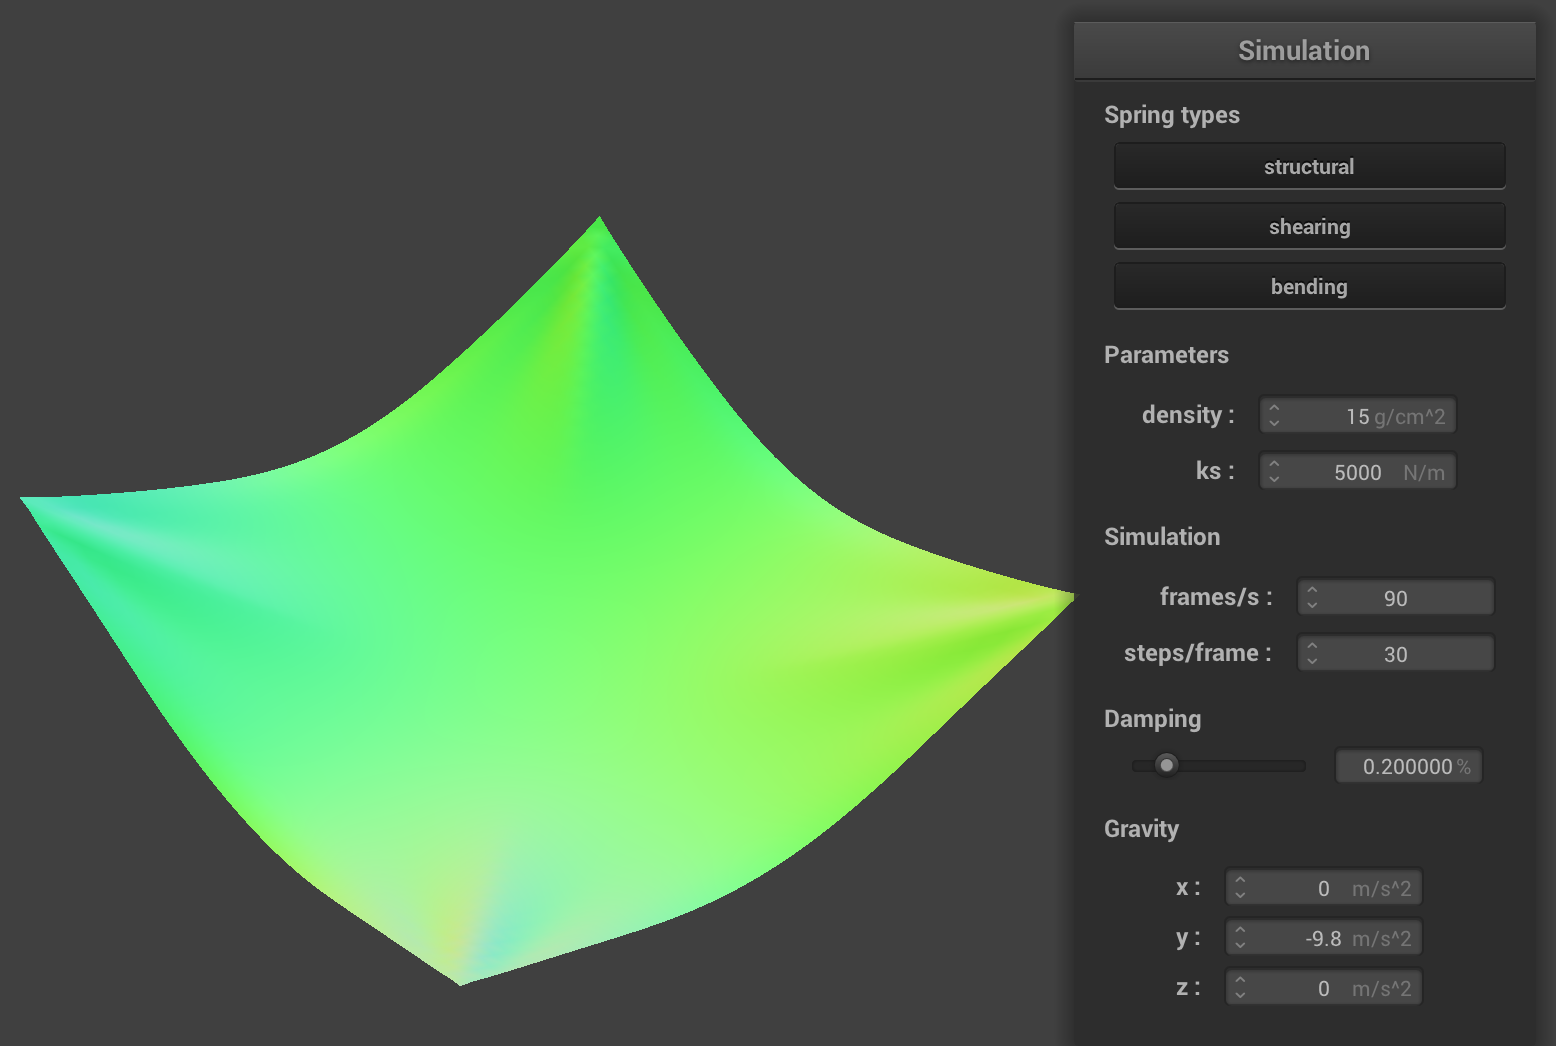 Simulation
Spring types
structural
shearing
bending
Parameters
density : 15 g/cm^2
ks : 5000 N/m
Simulation
frames/s : 90
steps/frame : 30
Damping
0.200000 %
Gravity
x : 0 m/s^2
y : -9.8 m/s^2
z : 0 m/s^2